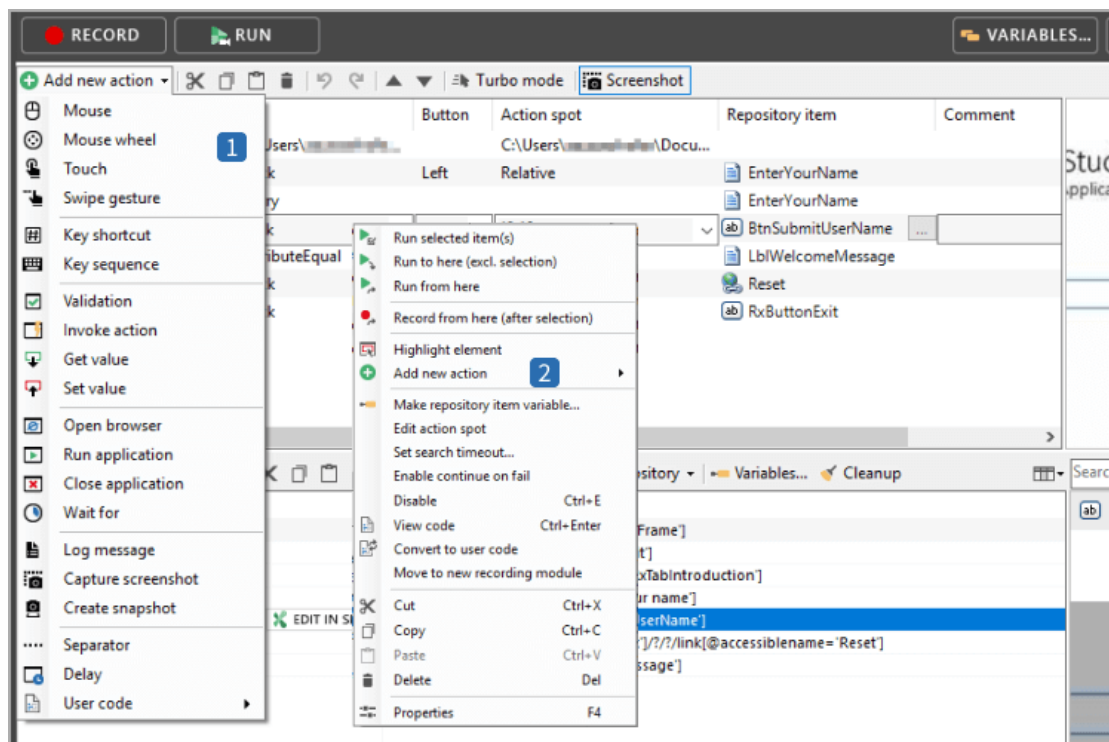 RECORD RUN VARIABLES...
Add new action Turbo mode Screenshot
Button Action spot Repository item Comment
Mouse
Mouse wheel
Touch
Swipe gesture
Key shortcut
Key sequence
Validation
Invoke action
Get value
Set value
Open browser
Run application
Close application
Wait for
Log message
Capture screenshot
Create snapshot
Separator
Delay
User code
1
Jsers\
C:\Users\ \Docu...
k Left Relative EnterYourName
ry EnterYourName
k BtnSubmitUserName ...
ributeEqual LblWelcomeMessage
k Reset
k RxButtonExit
Run selected item(s)
Run to here (excl. selection)
Run from here
Record from here (after selection)
Highlight element
Add new action
2
Make repository item variable...
Edit action spot
Set search timeout...
Enable continue on fail
Disable Ctrl+E
View code Ctrl+Enter
Convert to user code
Move to new recording module
Cut Ctrl+X
Copy Ctrl+C
Paste Ctrl+V
Delete Del
Properties F4
ository Variables... Cleanup Searc
ab
Frame']
it']
xTabIntroduction']
ur name']
EDIT IN S
UserName']
']/?/?/link[@accessiblename='Reset']
ssage']
Stud
Applica